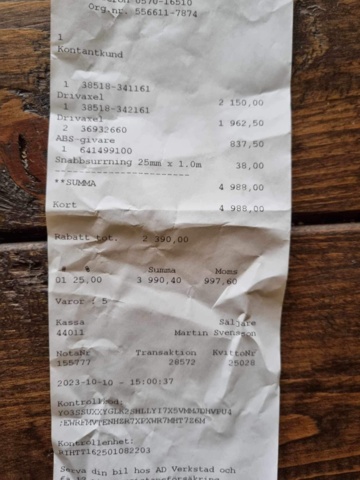 0570-16510
Org.nr. 556611-7874
1
Kontantkund
1 38518-341161
Drivaxel 2 150,00
1 38518-342161
Drivaxel 1 962,50
2 36932660
ABS-givare 837,50
1 641499100
Snabbsurrning 25mm x 1.0m 38,00
**SUMMA 4 988,00
Kort 4 988,00
Rabatt tot. 2 390,00
Summa Moms
01 25,00 3 990,40 997,60
Varor : 5
Kassa Säljare
44011 Martin Svensson
NotaNr Transaktion KvittoNr
155777 28572 25028
2023-10-10 - 15:00:37
Kontrollkod:
Kontrollenhet:
Serva din bil hos AD Verkstad och